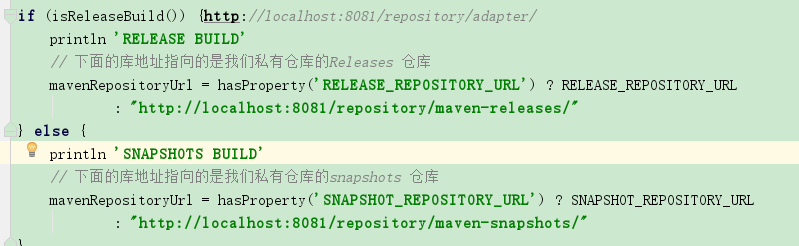 if (isReleaseBuild()) {http://localhost:8081/repository/adapter/
println 'RELEASE BUILD'
// 下面的库地址指向的是我们私有仓库的Releases 仓库
mavenRepositoryUrl = hasProperty('RELEASE_REPOSITORY_URL') ? RELEASE_REPOSITORY_URL
: "http://localhost:8081/repository/maven-releases/"
} else {
println 'SNAPSHOTS BUILD'
// 下面的库地址指向的是我们私有仓库的snapshots 仓库
mavenRepositoryUrl = hasProperty('SNAPSHOT_REPOSITORY_URL') ? SNAPSHOT_REPOSITORY_URL
: "http://localhost:8081/repository/maven-snapshots/"
}